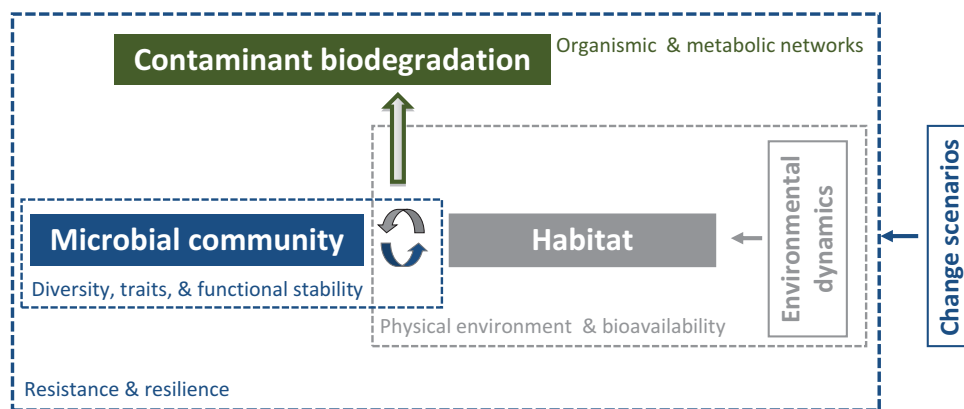 Contaminant biodegradation
Organismic & metabolic networks
Microbial community
Diversity, traits, & functional stability
Habitat
Physical environment & bioavailability
Environmental
dynamics
Change scenarios
Resistance & resilience